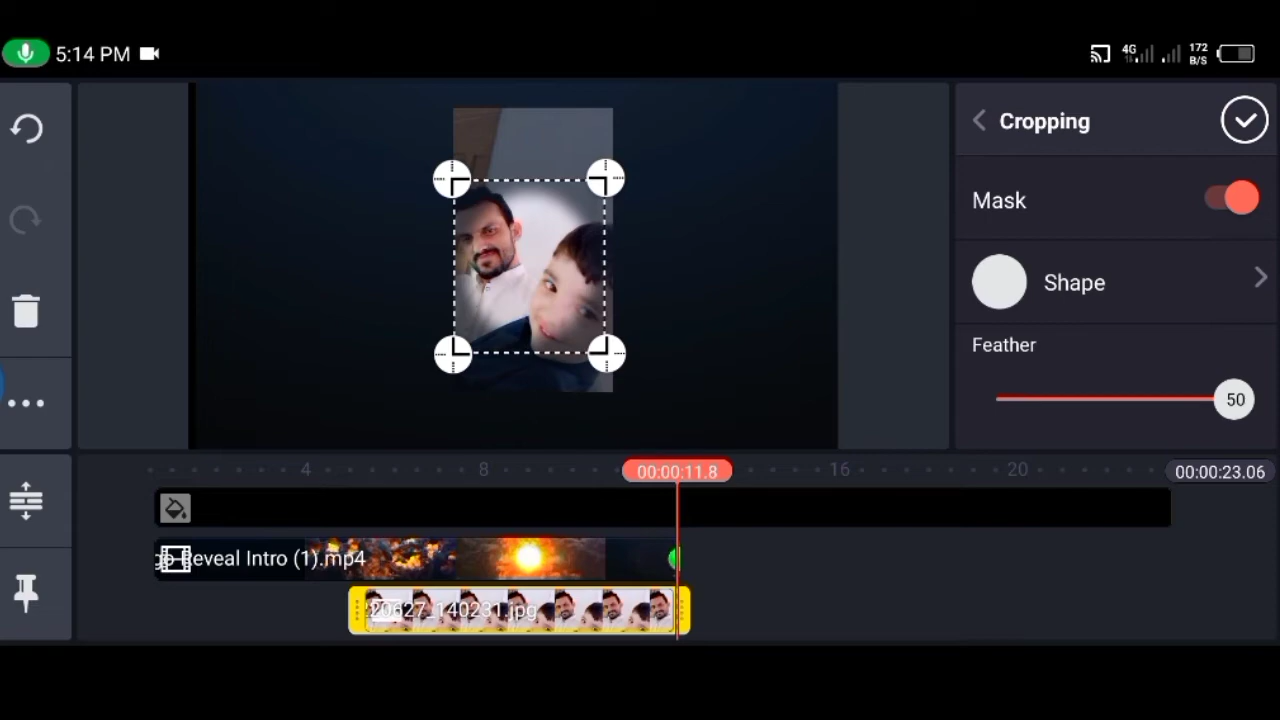 5:14 PM
4G
172
B/S
Cropping
Mask
Shape
Feather
50
4
8
00:00:11.8
16
20
00:00:23.06
Reveal Intro (1).mp4
20627_140231.jpg